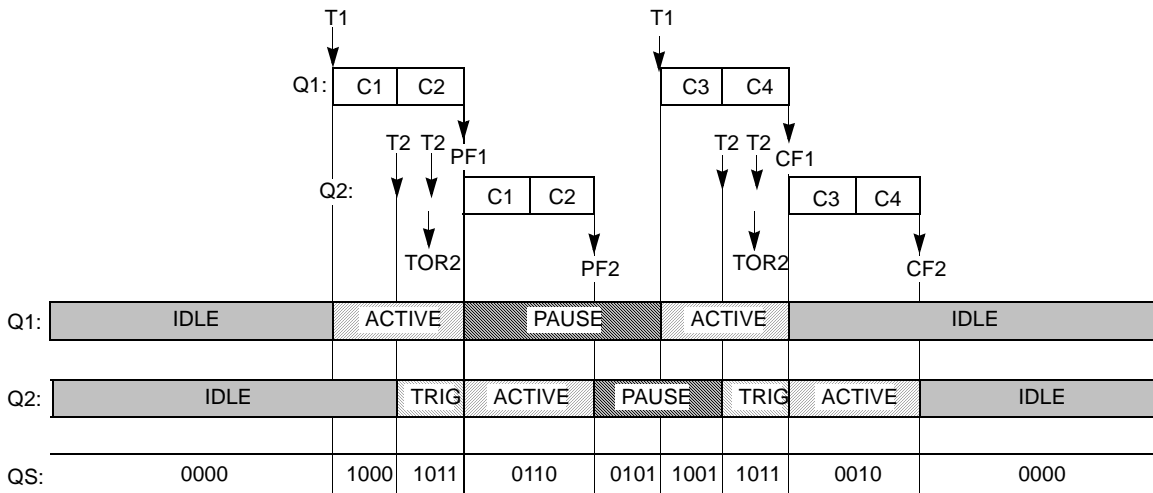 T1 T1
Q1: C1 C2 C3 C4
T2 T2 PF1 T2 T2 CF1
Q2: C1 C2 C3 C4
TOR2 PF2 TOR2 CF2
Q1: IDLE ACTIVE PAUSE ACTIVE IDLE
Q2: IDLE TRIG ACTIVE PAUSE TRIG ACTIVE IDLE
QS: 0000 1000 1011 0110 0101 1001 1011 0010 0000